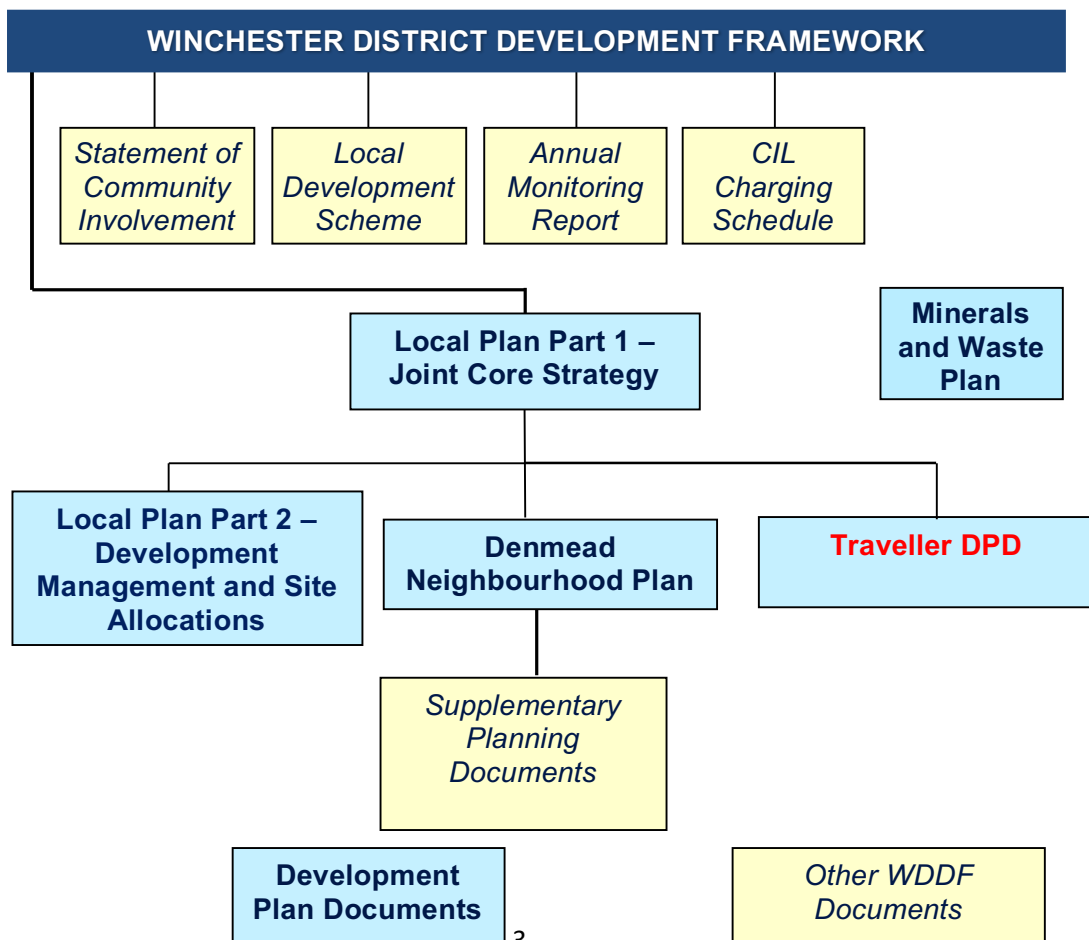 WINCHESTER DISTRICT DEVELOPMENT FRAMEWORK
Statement of
Community
Involvement
Local
Development
Scheme
Annual
Monitoring
Report
CIL
Charging
Schedule
Local Plan Part 1 –
Joint Core Strategy
Minerals
and Waste
Plan
Local Plan Part 2 –
Development
Management and Site
Allocations
Denmead
Neighbourhood Plan
Traveller DPD
Supplementary
Planning
Documents
Development
Plan Documents
Other WDDF
Documents
3